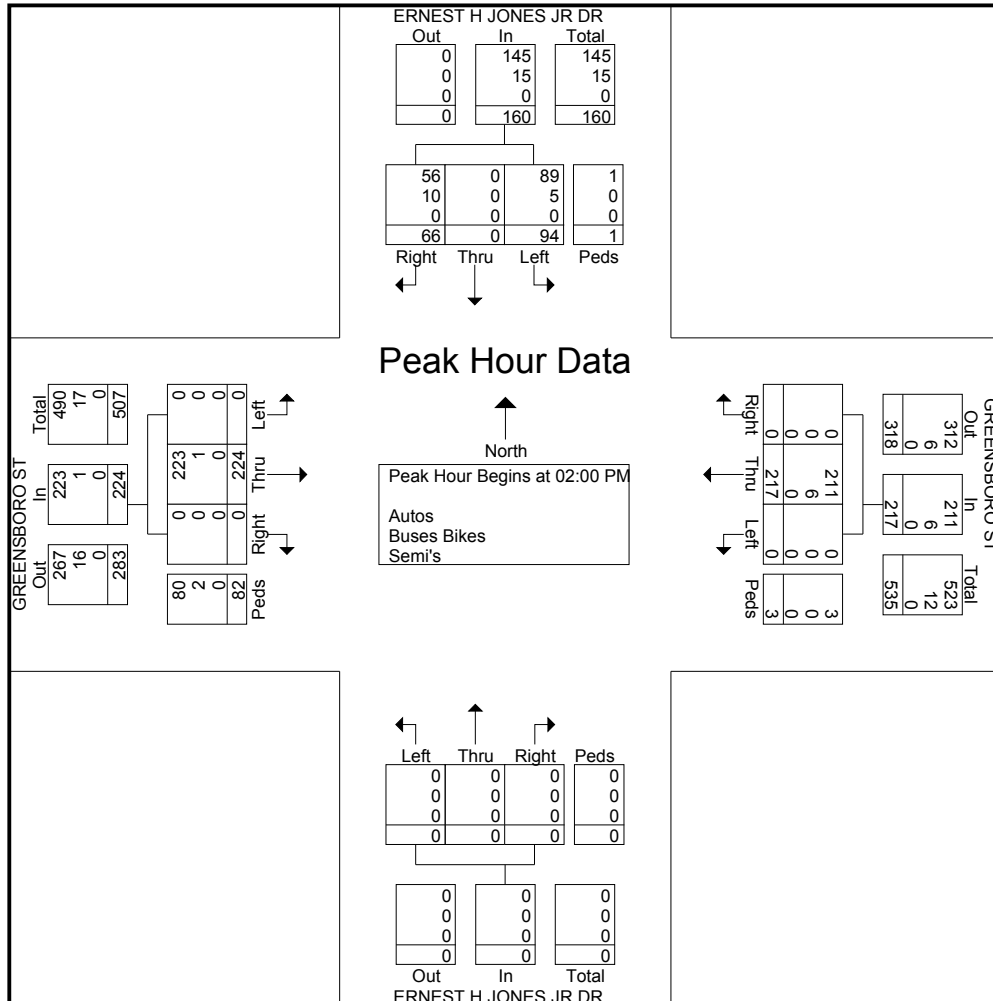 ERNEST H JONES JR DR
Out In Total
0 145 145
0 15 15
0 0 0
0 160 160
56 0 89 1
10 0 5 0
0 0 0 0
66 0 94 1
Right Thru Left Peds
Peak Hour Data
North
Peak Hour Begins at 02:00 PM
Autos
Buses Bikes
Semi's
GREENSBORO ST
Total In Out
490 223 267
17 1 16
0 0 0
507 224 283
0 223 0 80
0 1 0 2
0 0 0 0
0 224 0 82
Left Thru Right Peds
GREENSBORO ST
Out In Total
312 211 523
6 6 12
0 0 0
318 217 535
0 211 0 3
0 6 0 0
0 0 0 0
0 217 0 3
Right Thru Left Peds
Left Thru Right Peds
0 0 0 0
0 0 0 0
0 0 0 0
0 0 0 0
0 0 0
0 0 0
0 0 0
0 0 0
Out In Total
ERNEST H JONES JR DR